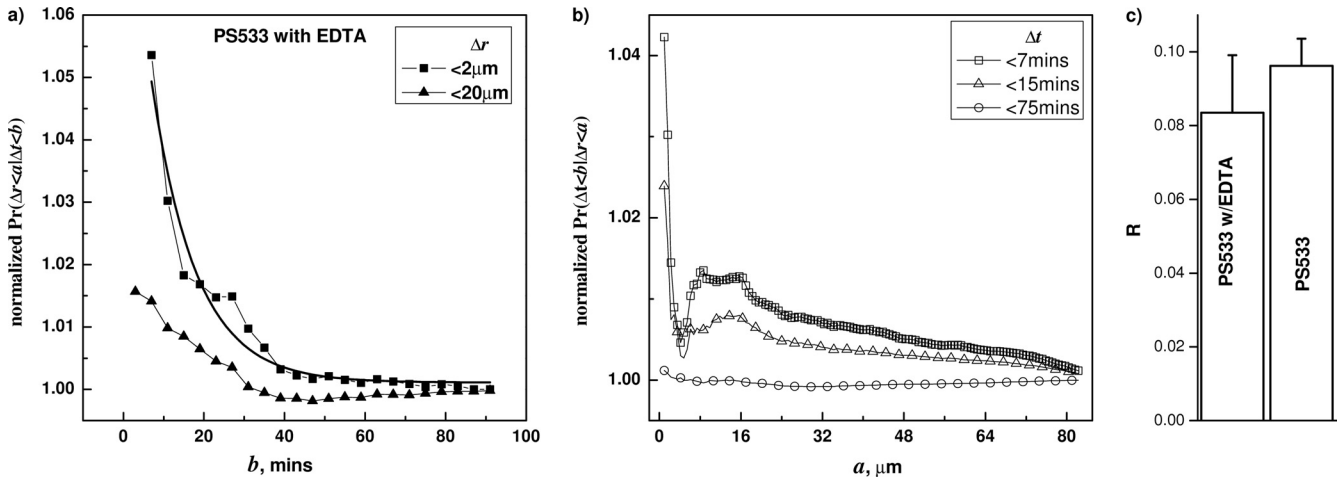 a)
1.06
1.05
1.04
1.03
1.02
1.01
1.00
normalized Pr(Δr<a|Δt<b)
PS533 with EDTA
Δr
<2μm
<20μm
0 20 40 60 80 100
b, mins
b)
1.04
1.02
1.00
normalized Pr(Δt<b|Δr<a)
Δt
<7mins
<15mins
<75mins
0 16 32 48 64 80
a, μm
c)
0.10
0.08
0.06
0.04
0.02
0.00
R
PS533 w/EDTA
PS533